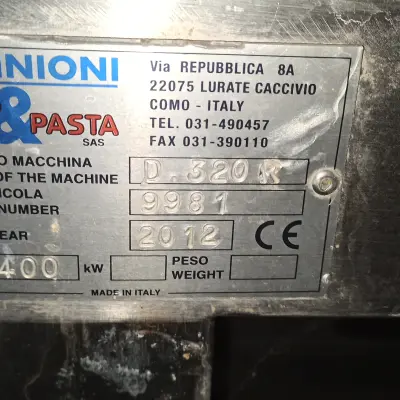 NIONI
& PASTA
SAS
Via REPUBBLICA 8A
22075 LURATE CACCIVIO
COMO - ITALY
TEL. 031-490457
FAX 031-390110
O MACCHINA
OF THE MACHINE
D.320
ICOLA
NUMBER
9981
EAR
2012
CE
400
kW
PESO
WEIGHT
MADE IN ITALY